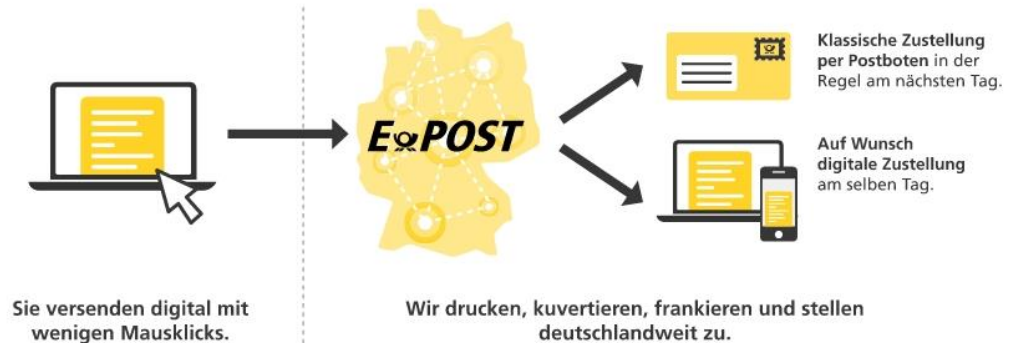 E POST
Klassische Zustellung
per Postboten in der
Regel am nächsten Tag.
Auf Wunsch
digitale Zustellung
am selben Tag.
Sie versenden digital mit
wenigen Mausklicks.
Wir drucken, kuvertieren, frankieren und stellen
deutschlandweit zu.